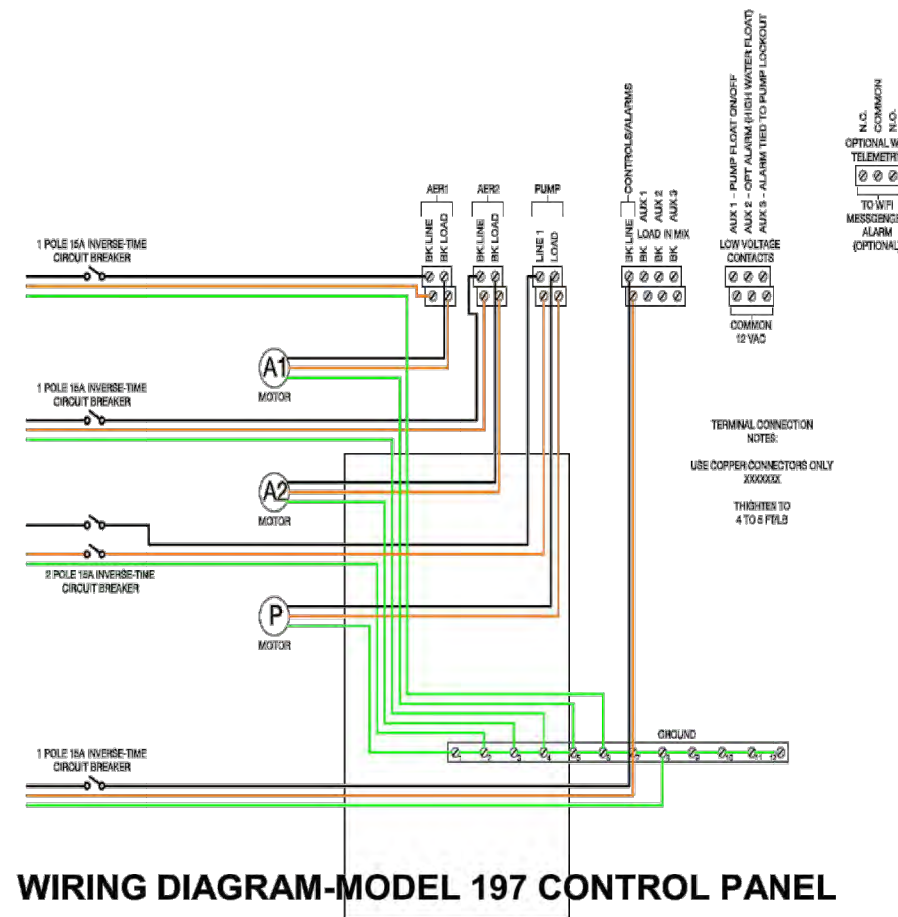 N.C.
COMMON
N.O.
OPTIONAL
TELEMETR
TO WIFI
MESSGENGE
ALARM
(OPTIONAL)
AUX 1 - PUMP FLOAT ON/OFF
AUX 2 - OPT ALARM (HIGH WATER FLOAT)
AUX 3 - ALARM TIED TO PUMP LOCKOUT
LOW VOLTAGE
CONTACTS
COMMON
12 VAC
CONTROLS/ALARMS
BK LINE
BK AUX 1
BK AUX 2
BK AUX 3
LOAD IN MIX
AER1
BK LINE
BK LOAD
AER2
BK LINE
BK LOAD
PUMP
LINE 1
LOAD
1 POLE 15A INVERSE-TIME
CIRCUIT BREAKER
A1
MOTOR
1 POLE 15A INVERSE-TIME
CIRCUIT BREAKER
A2
MOTOR
2 POLE 15A INVERSE-TIME
CIRCUIT BREAKER
P
MOTOR
TERMINAL CONNECTION
NOTES:
USE COPPER CONNECTORS ONLY
XXXXXXX
THIGHTEN TO
4 TO 5 FT/LB
GROUND
1 2 3 4 5 6 7 8 9 10 11 12
1 POLE 15A INVERSE-TIME
CIRCUIT BREAKER
WIRING DIAGRAM-MODEL 197 CONTROL PANEL